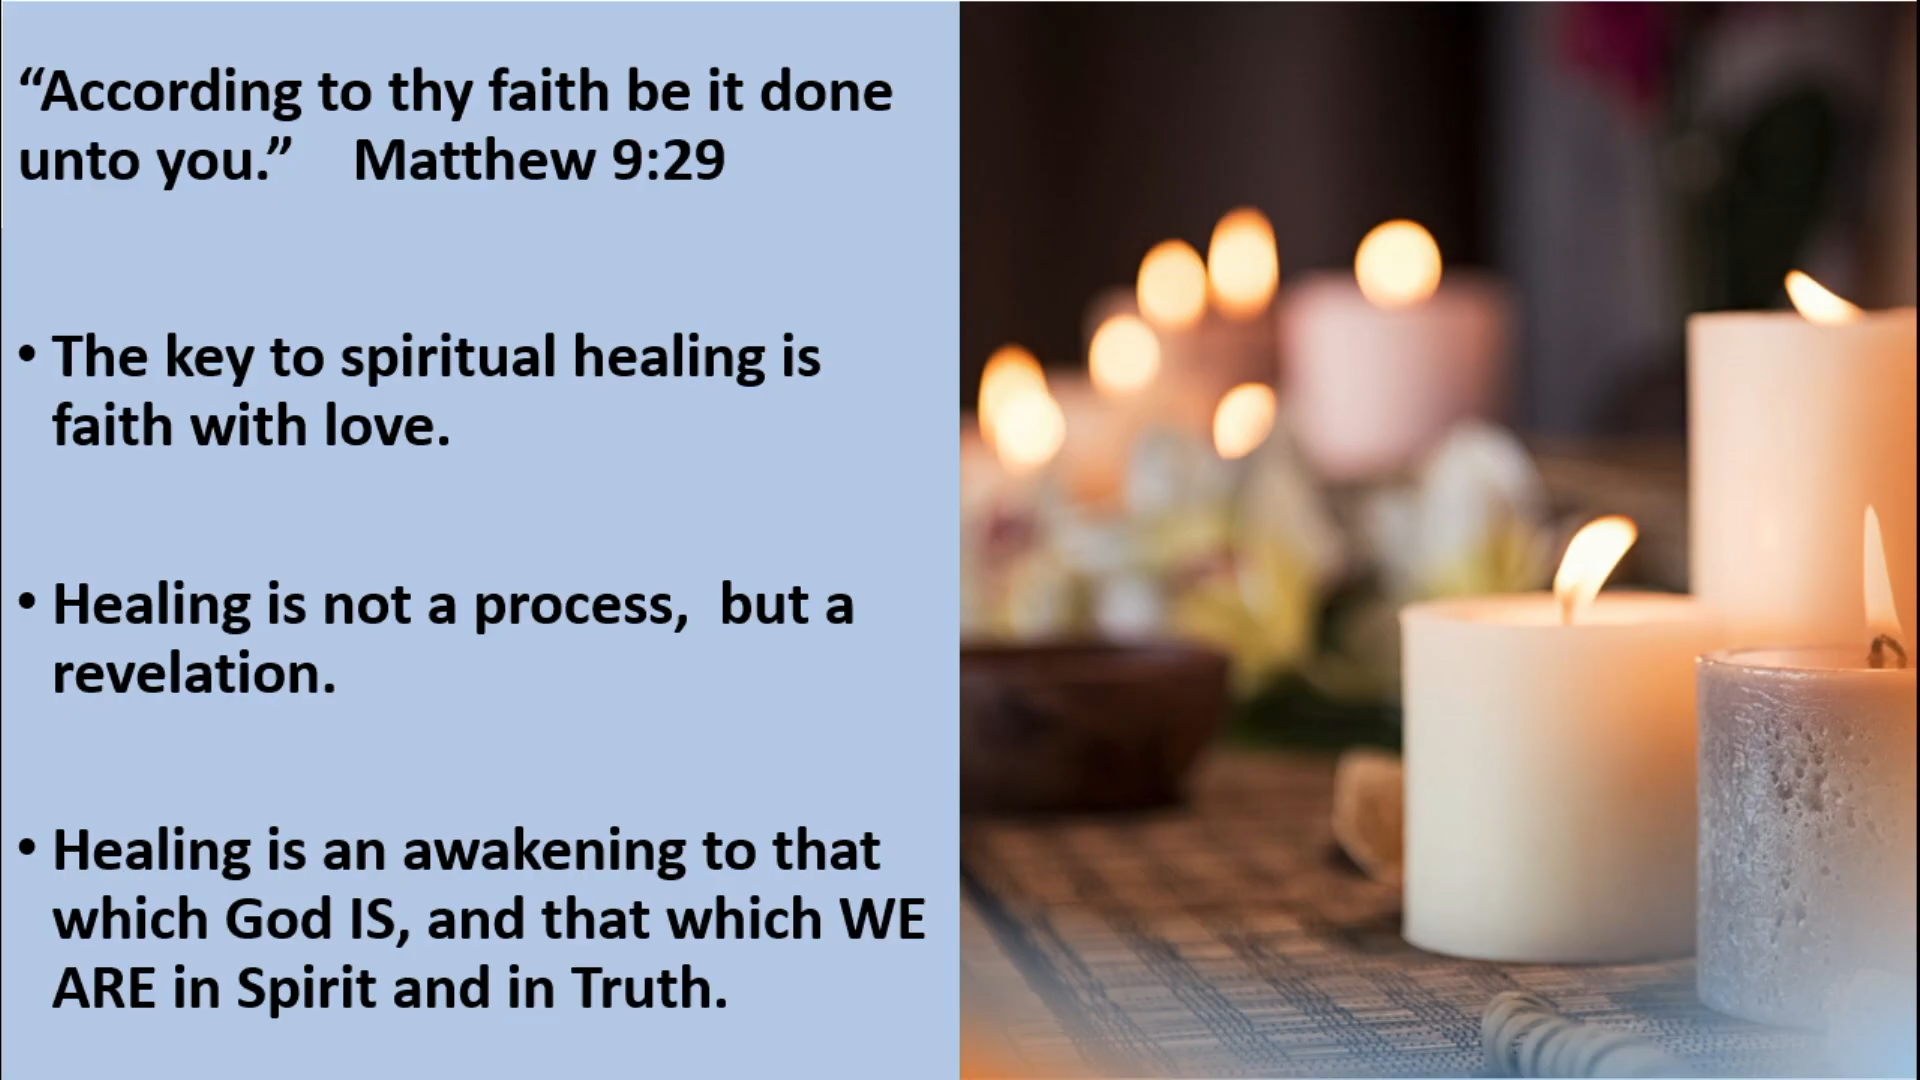 “According to thy faith be it done
unto you.”    Matthew 9:29
• The key to spiritual healing is
faith with love.
• Healing is not a process,  but a
revelation.
• Healing is an awakening to that
which God IS, and that which WE
ARE in Spirit and in Truth.